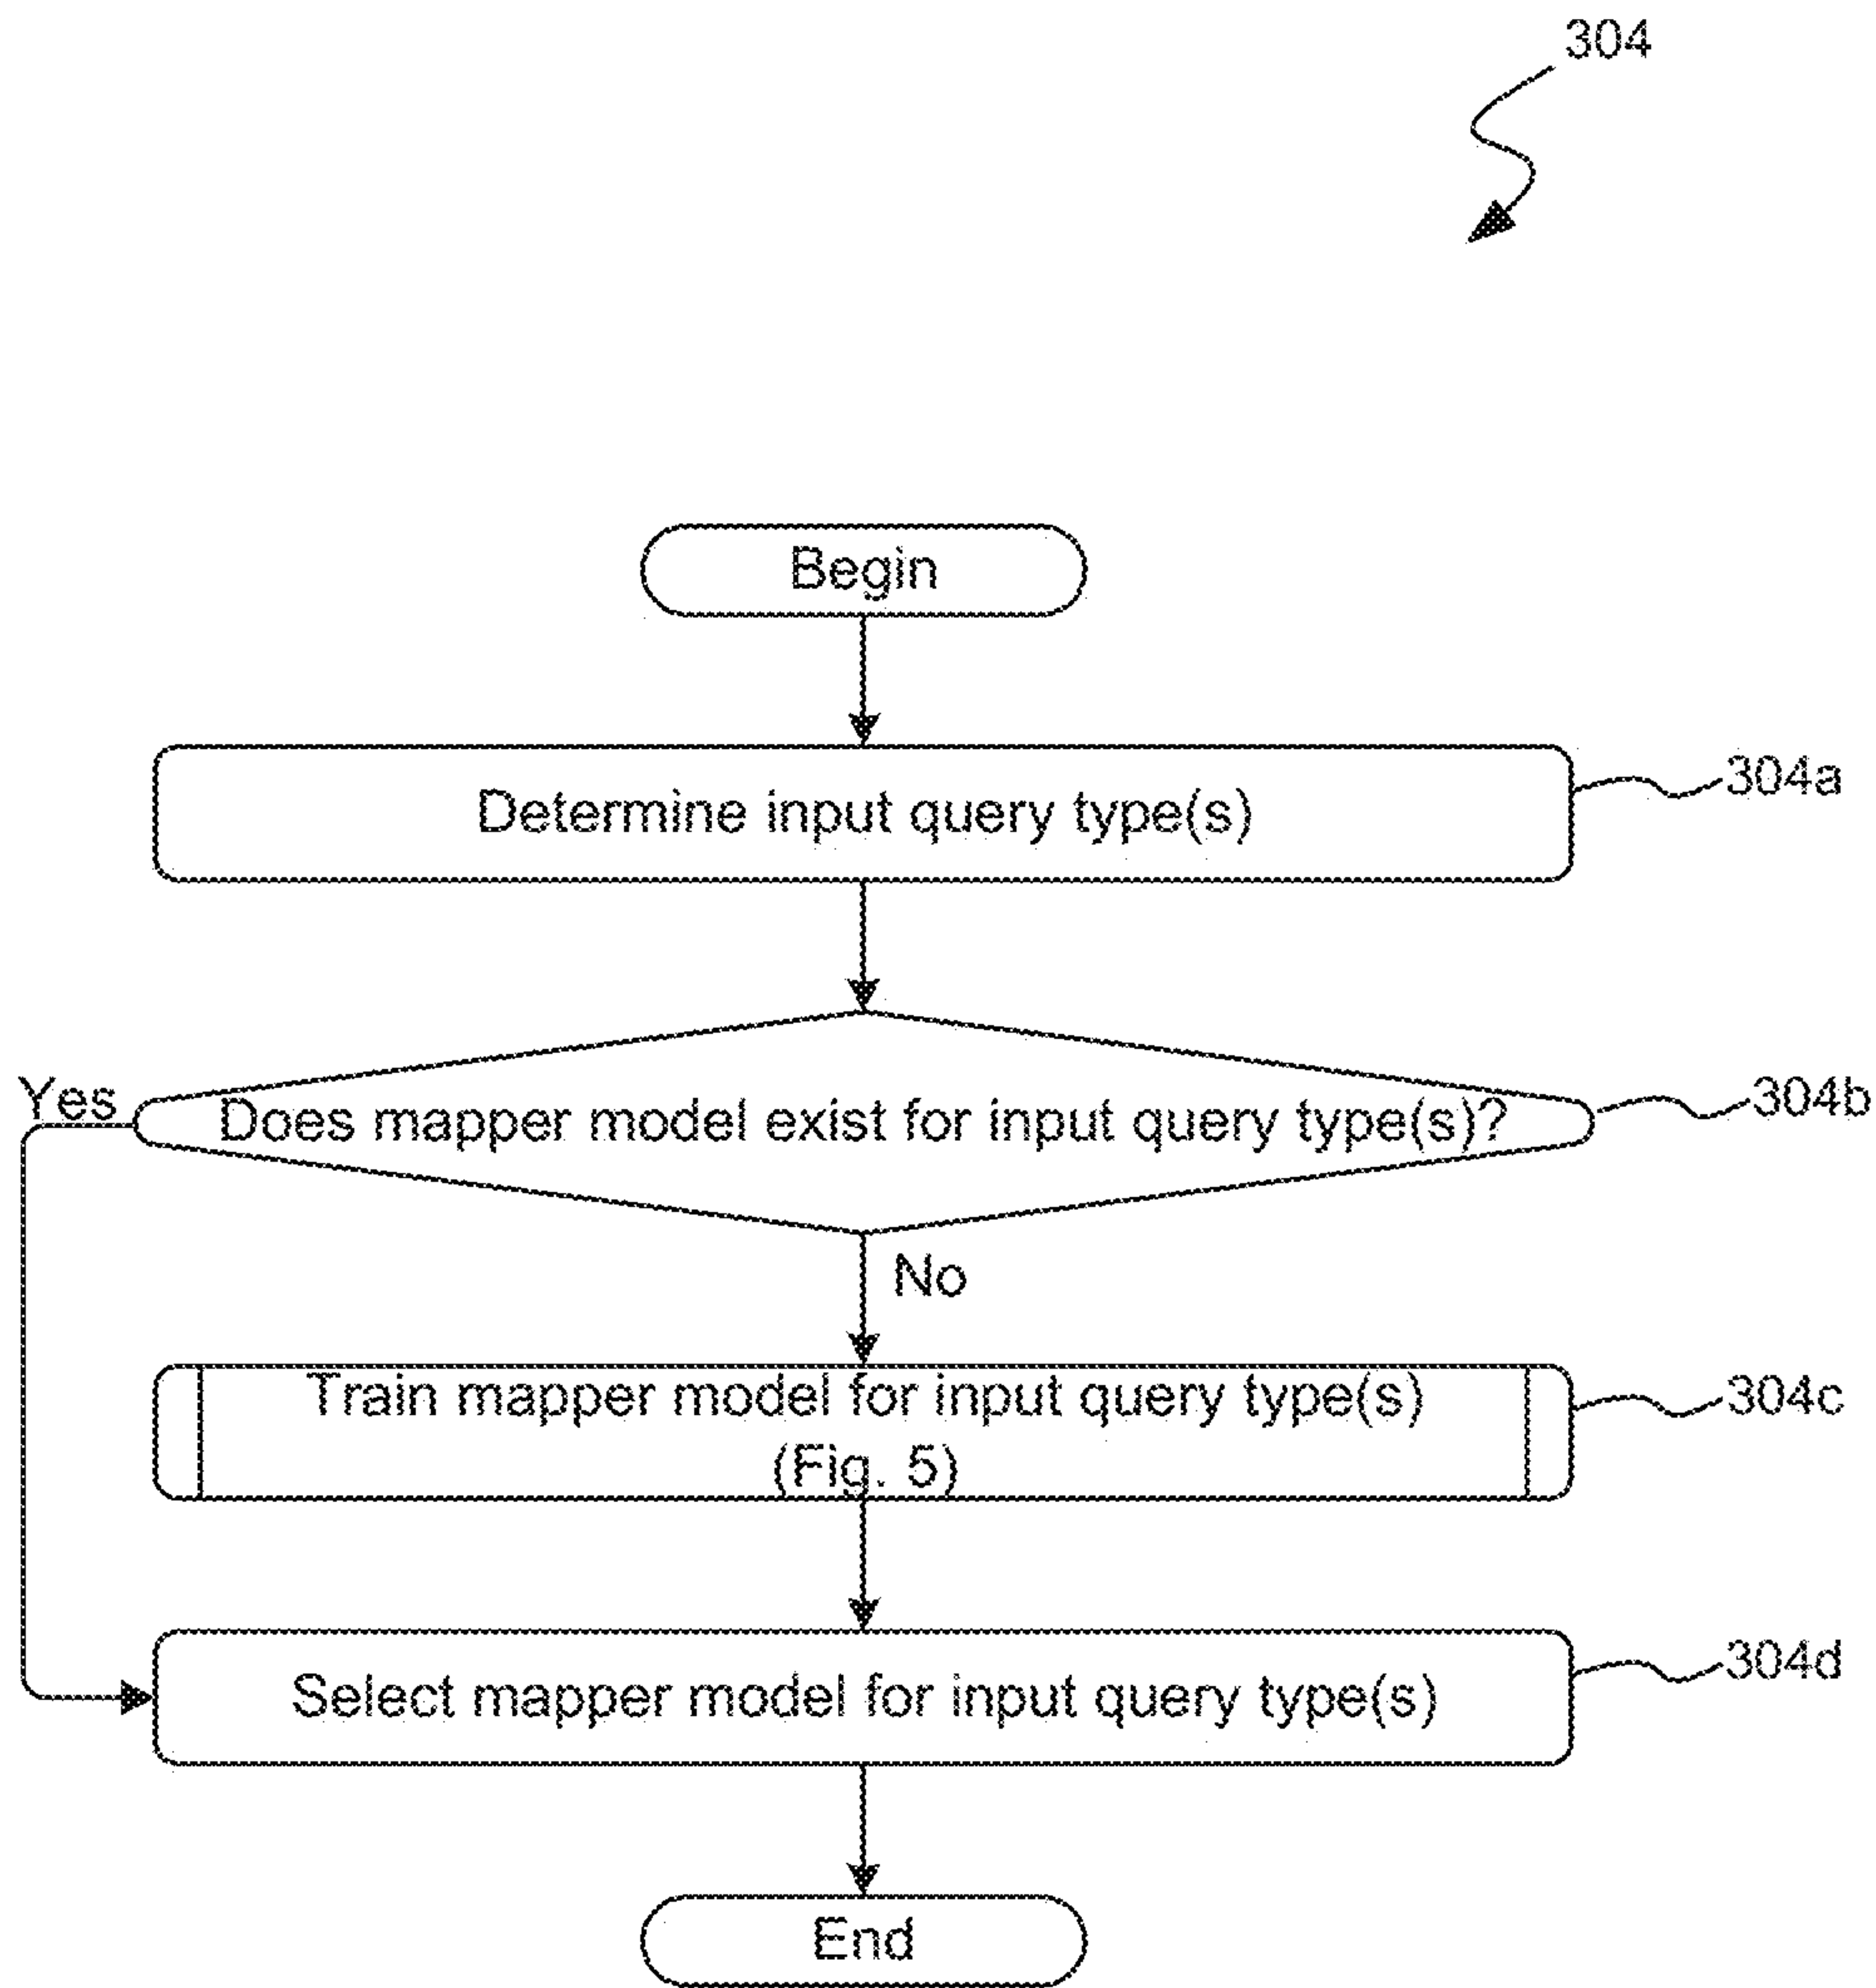 304
Begin
Determine input query type(s)
304a
Yes
Does mapper model exist for input query type(s)?
304b
No
Train mapper model for input query type(s)
(Fig. 5)
304c
Select mapper model for input query type(s)
304d
End